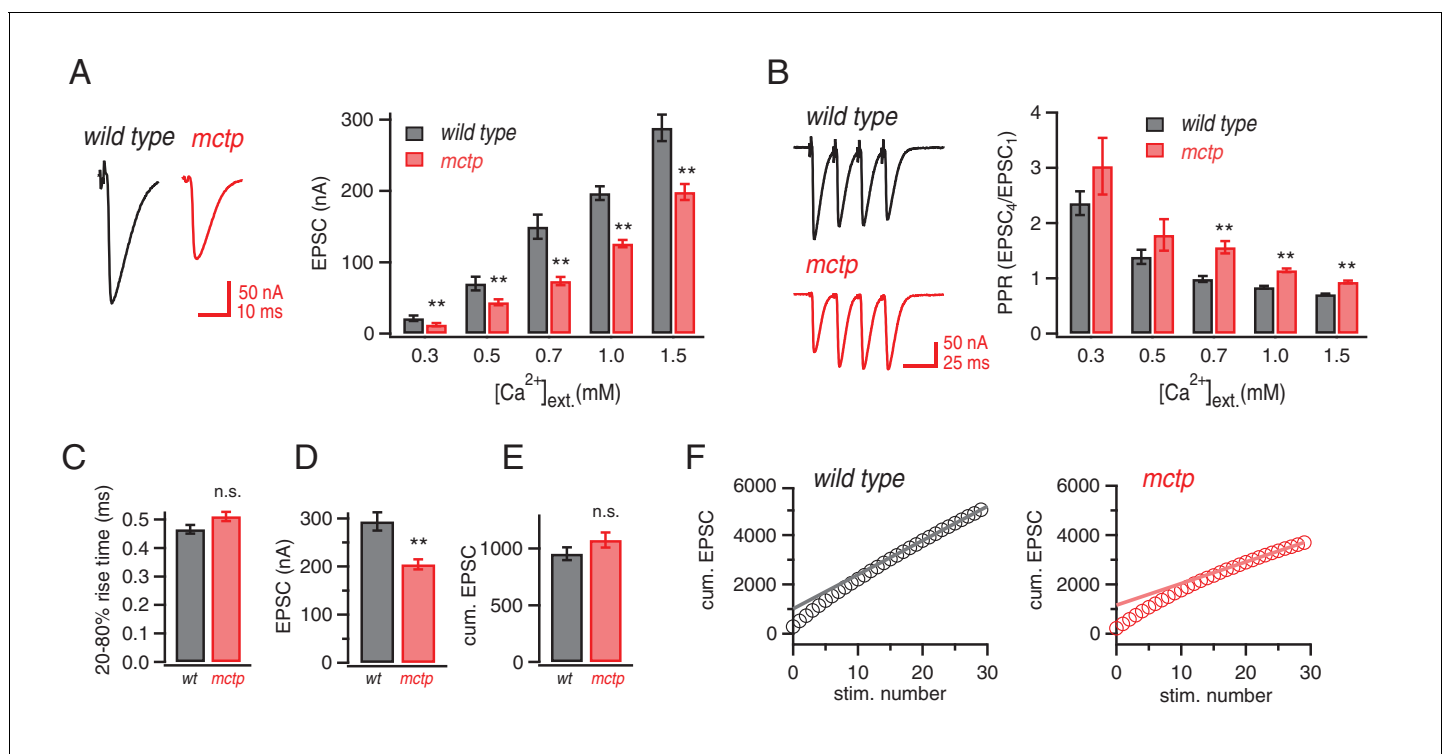 A
wild type
mctp
50 nA
10 ms
EPSC (nA)
300
200
100
0
wild type
mctp
**
**
**
**
**
0.3
0.5
0.7
1.0
1.5
[Ca2+]ext.(mM)
B
wild type
mctp
50 nA
25 ms
PPR (EPSC4/EPSC1)
4
3
2
1
0
wild type
mctp
**
**
**
0.3
0.5
0.7
1.0
1.5
[Ca2+]ext.(mM)
C
20-80% rise time (ms)
0.5
0.4
0.3
0.2
0.1
0.0
n.s.
wt
mctp
D
EPSC (nA)
300
200
300
0
**
wt
mctp
E
cum. EPSC
1000
500
0
n.s.
wt
mctp
F
wild type
cum. EPSC
6000
4000
2000
0
0
10
20
30
stim. number
mctp
cum. EPSC
6000
4000
2000
0
0
10
20
30
stim. number